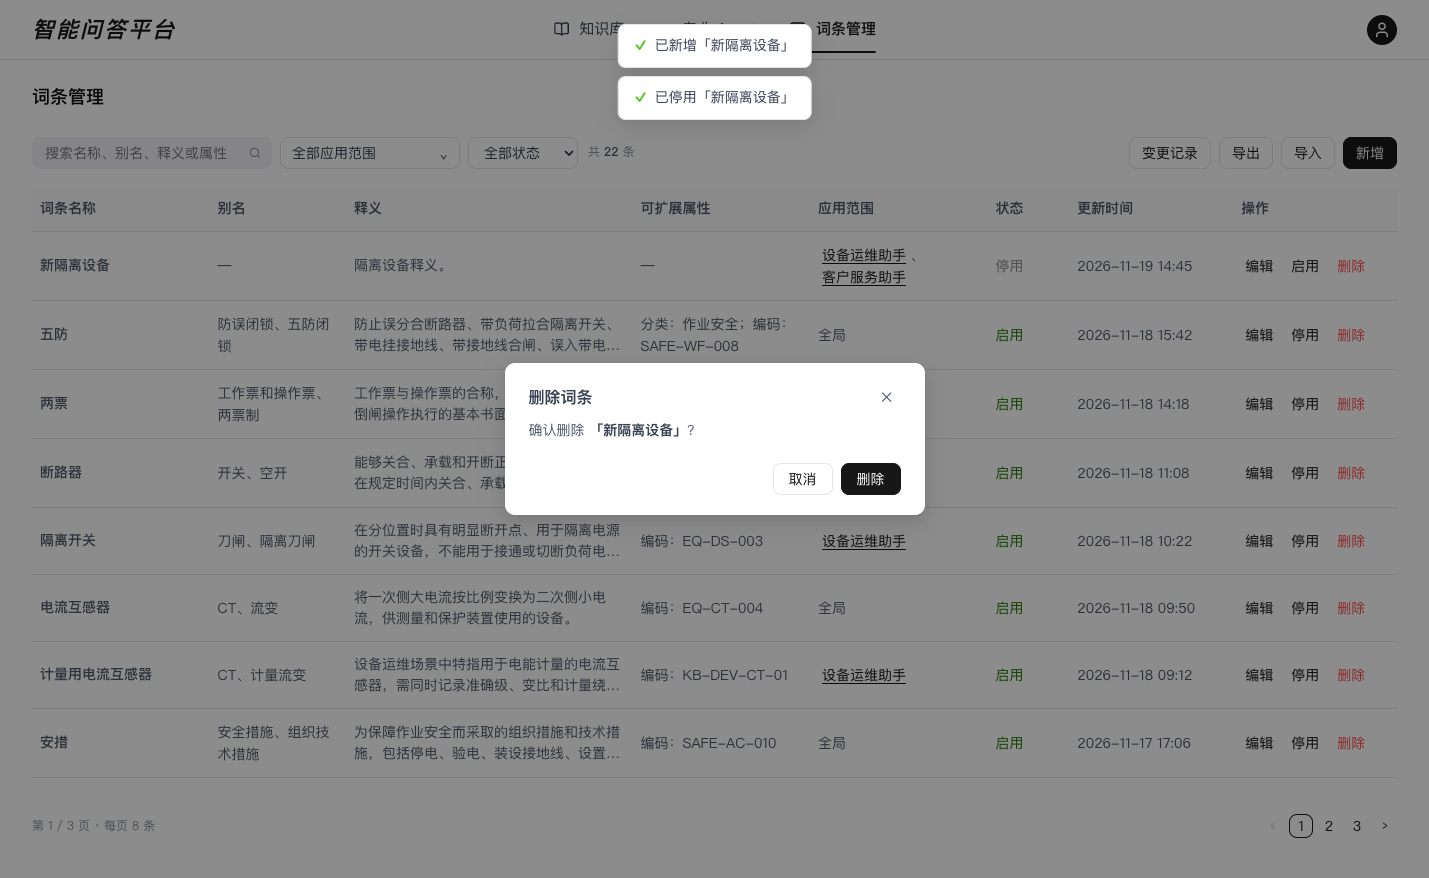 智能问答平台
知识库
词条管理
已新增「新隔离设备」
已停用「新隔离设备」
词条管理
搜索名称、别名、释义或属性
全部应用范围
全部状态
共 22 条
变更记录
导出
导入
新增
词条名称 别名 释义 可扩展属性 应用范围 状态 更新时间 操作
新隔离设备 — 隔离设备释义。 — 设备运维助手、 停用 2026-11-19 14:45 编辑 启用 删除
客户服务助手
五防 防误闭锁、五防闭 防止误分合断路器、带负荷拉合隔离开关、 分类：作业安全；编码： 全局 启用 2026-11-18 15:42 编辑 停用 删除
锁 带电挂接地线、带接地线合闸、误入带电… SAFE-WF-008
两票 工作票和操作票、 工作票与操作票的合称， 启用 2026-11-18 14:18 编辑 停用 删除
两票制 倒闸操作执行的基本书面
断路器 开关、空开 能够关合、承载和开断正 启用 2026-11-18 11:08 编辑 停用 删除
在规定时间内关合、承载
删除词条
确认删除 「新隔离设备」?
取消
删除
隔离开关 刀闸、隔离刀闸 在分位置时具有明显断开点、用于隔离电源 编码：EQ-DS-003 设备运维助手 启用 2026-11-18 10:22 编辑 停用 删除
的开关设备，不能用于接通或切断负荷电…
电流互感器 CT、流变 将一次侧大电流按比例变换为二次侧小电 编码：EQ-CT-004 全局 启用 2026-11-18 09:50 编辑 停用 删除
流，供测量和保护装置使用的设备。
计量用电流互感器 CT、计量流变 设备运维场景中特指用于电能计量的电流互 编码：KB-DEV-CT-01 设备运维助手 启用 2026-11-18 09:12 编辑 停用 删除
感器，需同时记录准确级、变比和计量绕…
安措 安全措施、组织技 为保障作业安全而采取的组织措施和技术措 编码：SAFE-AC-010 全局 启用 2026-11-17 17:06 编辑 停用 删除
术措施 施，包括停电、验电、装设接地线、设置…
第 1 / 3 页 · 每页 8 条
1 2 3